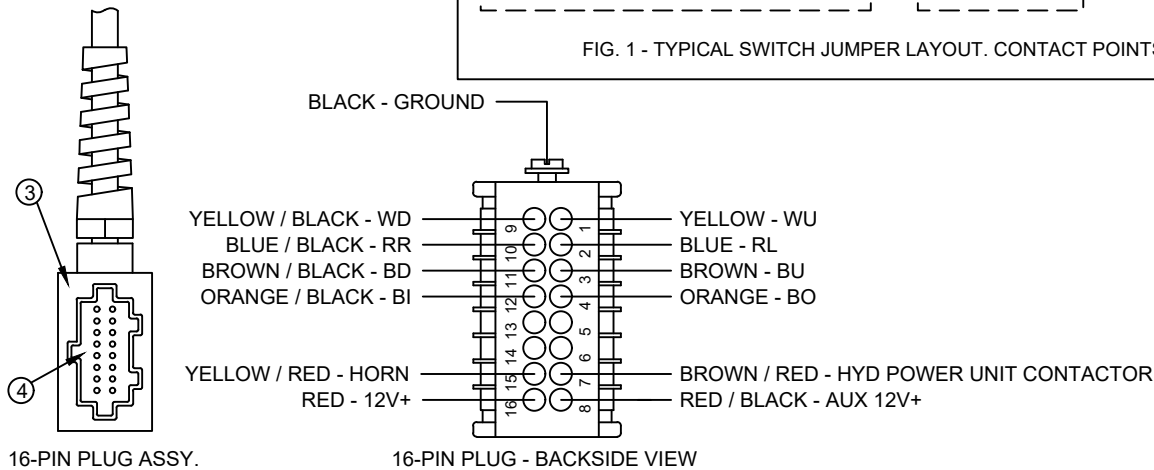 FIG. 1 - TYPICAL SWITCH JUMPER LAYOUT. CONTACT POINTS
BLACK - GROUND
3
YELLOW / BLACK - WD
9
1
YELLOW - WU
BLUE / BLACK - RR
10
2
BLUE - RL
BROWN / BLACK - BD
11
3
BROWN - BU
ORANGE / BLACK - BI
12
4
ORANGE - BO
13
5
14
6
4
YELLOW / RED - HORN
15
7
BROWN / RED - HYD POWER UNIT CONTACTOR
RED - 12V+
16
8
RED / BLACK - AUX 12V+
16-PIN PLUG ASSY.
16-PIN PLUG - BACKSIDE VIEW